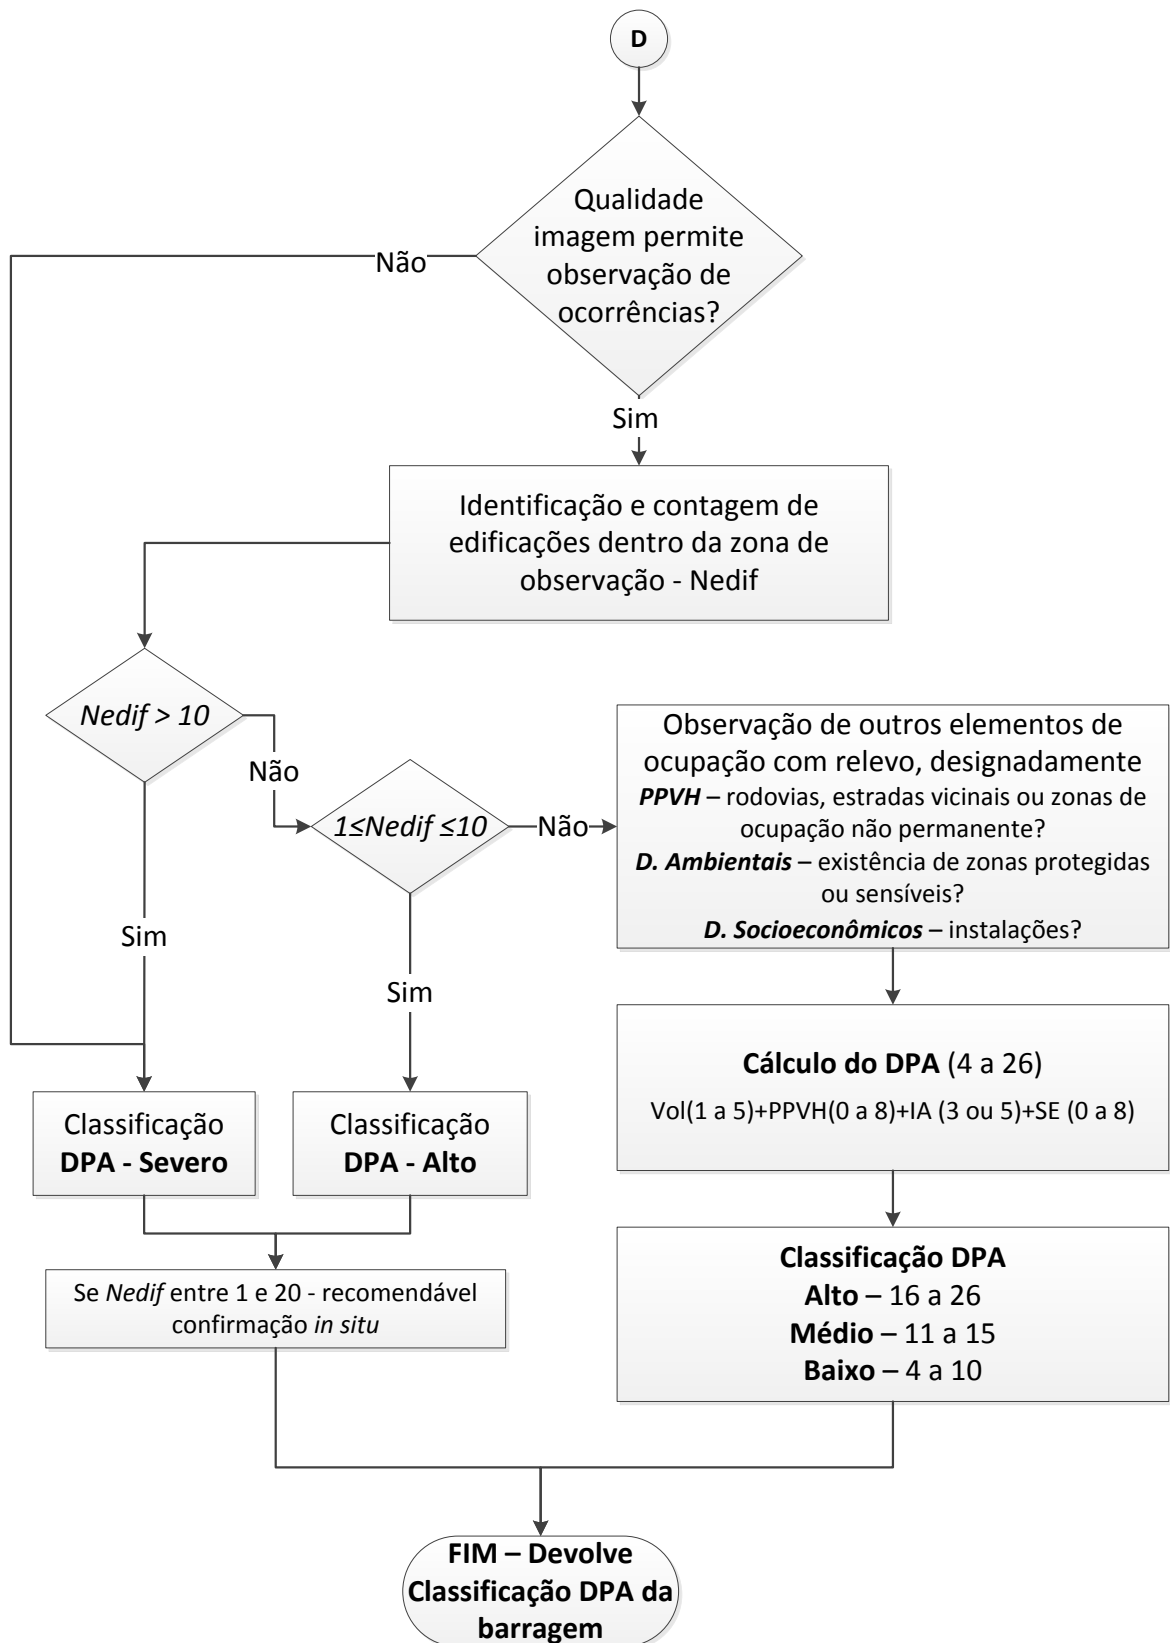 D
Qualidade
imagem permite
observação de
ocorrências?
Não
Sim
Identificação e contagem de
edificações dentro da zona de
observação - Nedif
Nedif > 10
Não
Sim
1≤Nedif ≤10
Não
Sim
Observação de outros elementos de
ocupação com relevo, designadamente
PPVH – rodovias, estradas vicinais ou zonas de
ocupação não permanente?
D. Ambientais – existência de zonas protegidas
ou sensíveis?
D. Socioeconômicos – instalações?
Cálculo do DPA (4 a 26)
Vol(1 a 5)+PPVH(0 a 8)+IA (3 ou 5)+SE (0 a 8)
Classificação
DPA - Severo
Classificação
DPA - Alto
Classificação DPA
Alto – 16 a 26
Médio – 11 a 15
Baixo – 4 a 10
Se Nedif entre 1 e 20 - recomendável
confirmação in situ
FIM – Devolve
Classificação DPA da
barragem